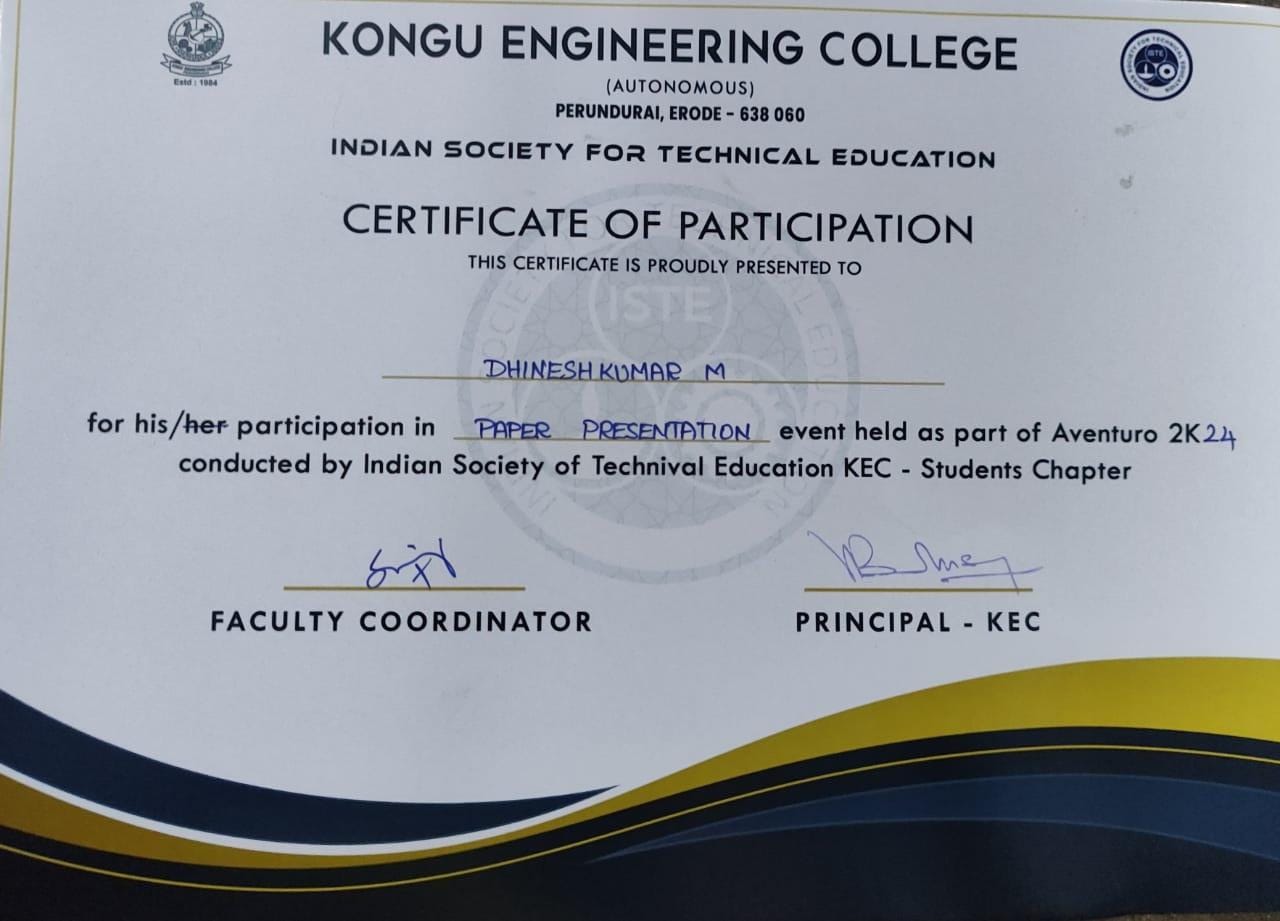 KONGU ENGINEERING COLLEGE
(AUTONOMOUS)
PERUNDURAI, ERODE - 638 060
Estd : 1984
ISTE
INDIAN SOCIETY FOR TECHNICAL EDUCATION
CERTIFICATE OF PARTICIPATION
THIS CERTIFICATE IS PROUDLY PRESENTED TO
ISTE
DHINESH KUMAR M
for his/her participation in PAPER PRESENTATION event held as part of Aventuro 2K24
conducted by Indian Society of Technival Education KEC - Students Chapter
FACULTY COORDINATOR
PRINCIPAL - KEC